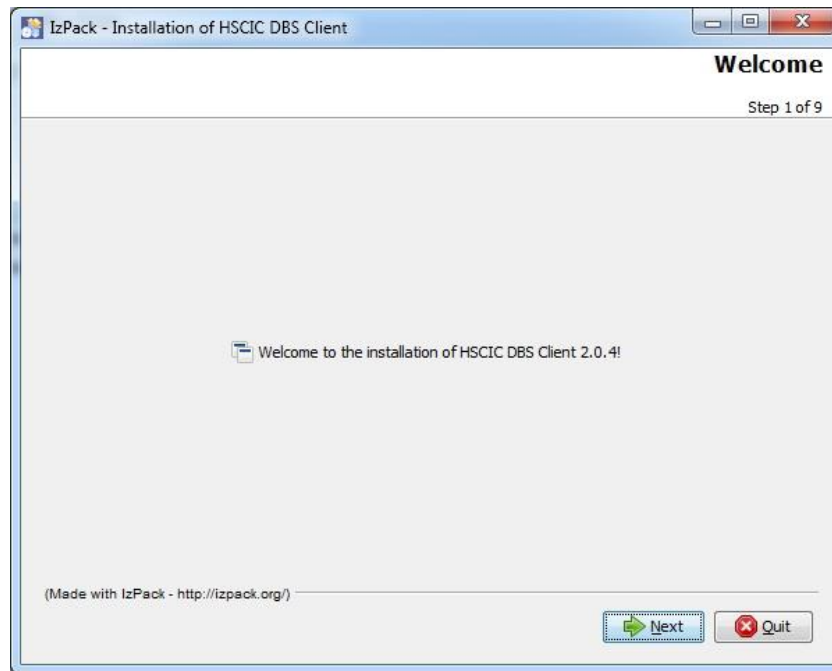 IzPack - Installation of HSCIC DBS Client
Welcome
Step 1 of 9
Welcome to the installation of HSCIC DBS Client 2.0.4!
(Made with IzPack - http://izpack.org/)
Next
Quit